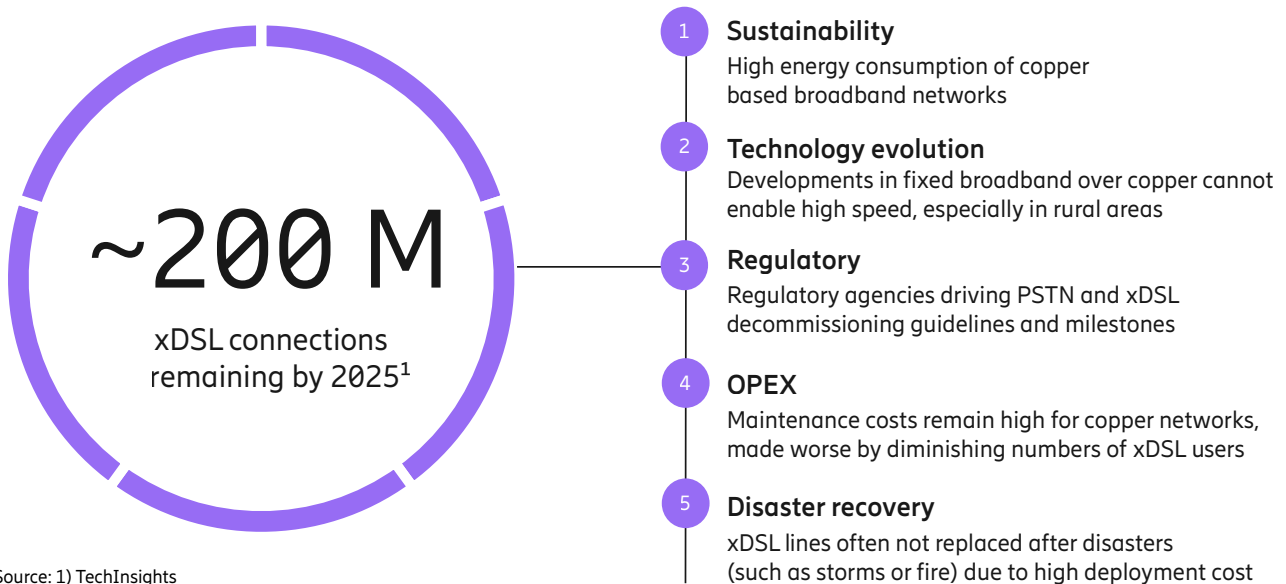 ~200 M
xDSL connections
remaining by 2025¹
1
Sustainability
High energy consumption of copper
based broadband networks
2
Technology evolution
Developments in fixed broadband over copper cannot
enable high speed, especially in rural areas
3
Regulatory
Regulatory agencies driving PSTN and xDSL
decommissioning guidelines and milestones
4
OPEX
Maintenance costs remain high for copper networks,
made worse by diminishing numbers of xDSL users
5
Disaster recovery
xDSL lines often not replaced after disasters
(such as storms or fire) due to high deployment cost
Source: 1) TechInsights